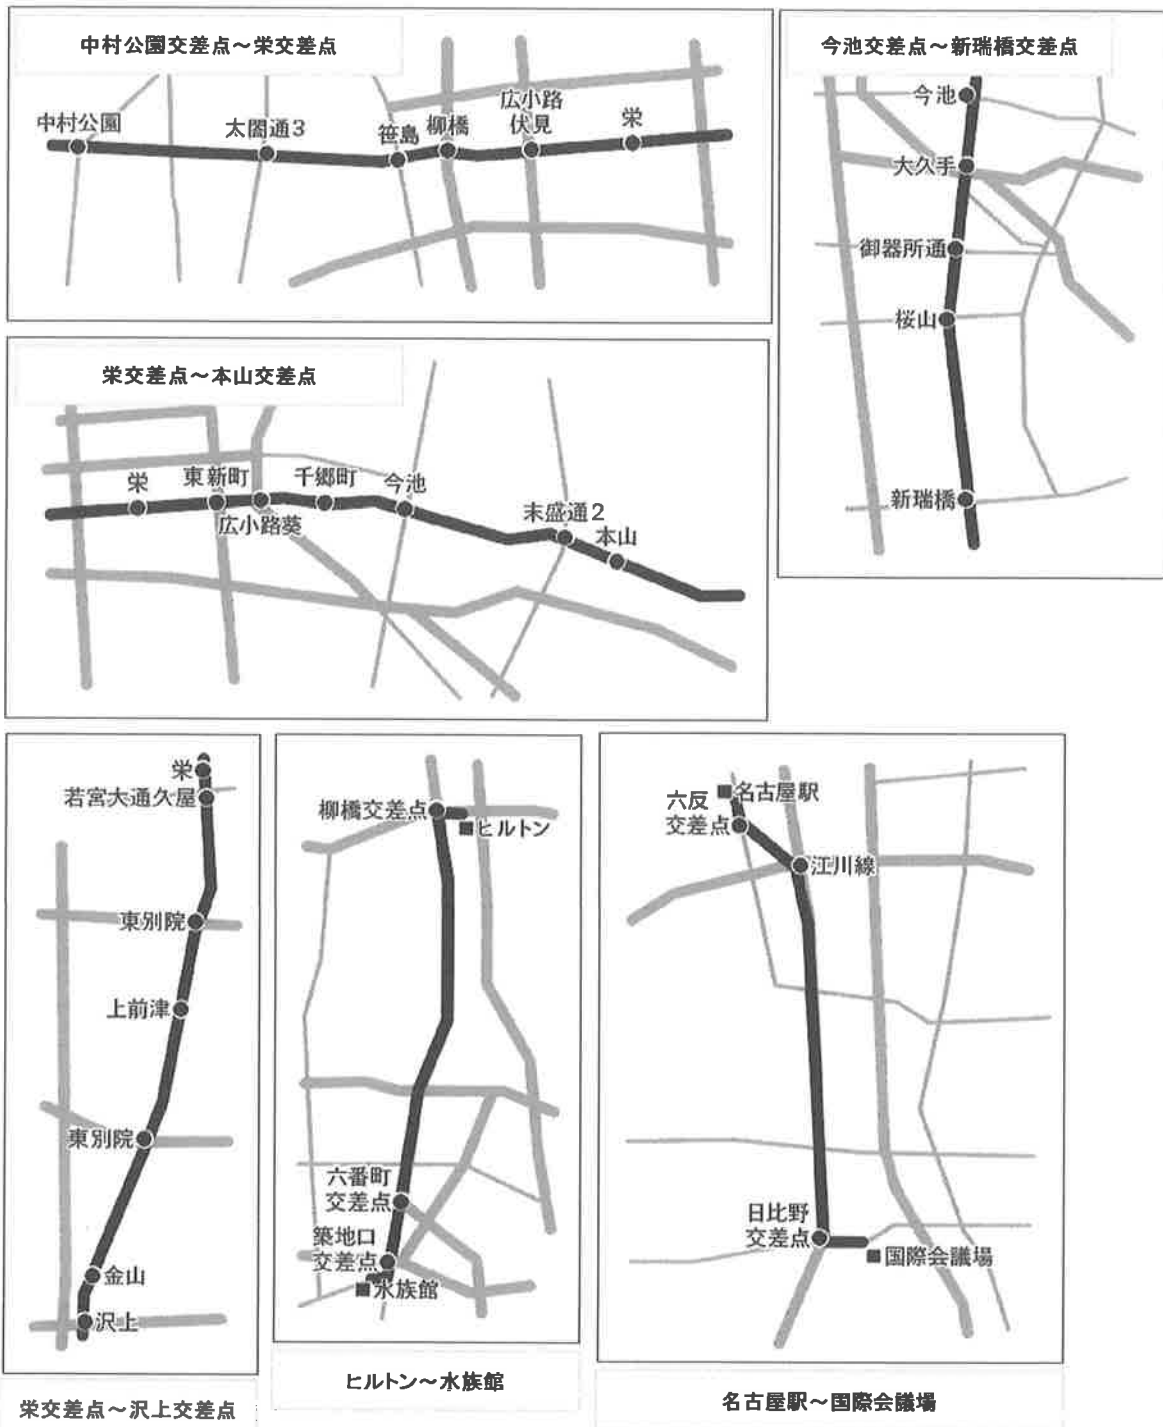 中村公園交差点～栄交差点
中村公園
太閤通3
笹島
柳橋
広小路
伏見
栄
今池交差点～新瑞橋交差点
今池
大久手
御器所通
桜山
新瑞橋
栄交差点～本山交差点
栄
東新町
広小路葵
千郷町
今池
末盛通2
本山
栄
若宮大通久屋
東別院
上前津
東別院
金山
沢上
栄交差点～沢上交差点
柳橋交差点
ヒルトン
六番町
交差点
築地口
交差点
水族館
ヒルトン～水族館
名古屋駅
六反
交差点
江川線
日比野
交差点
国際会議場
名古屋駅～国際会議場